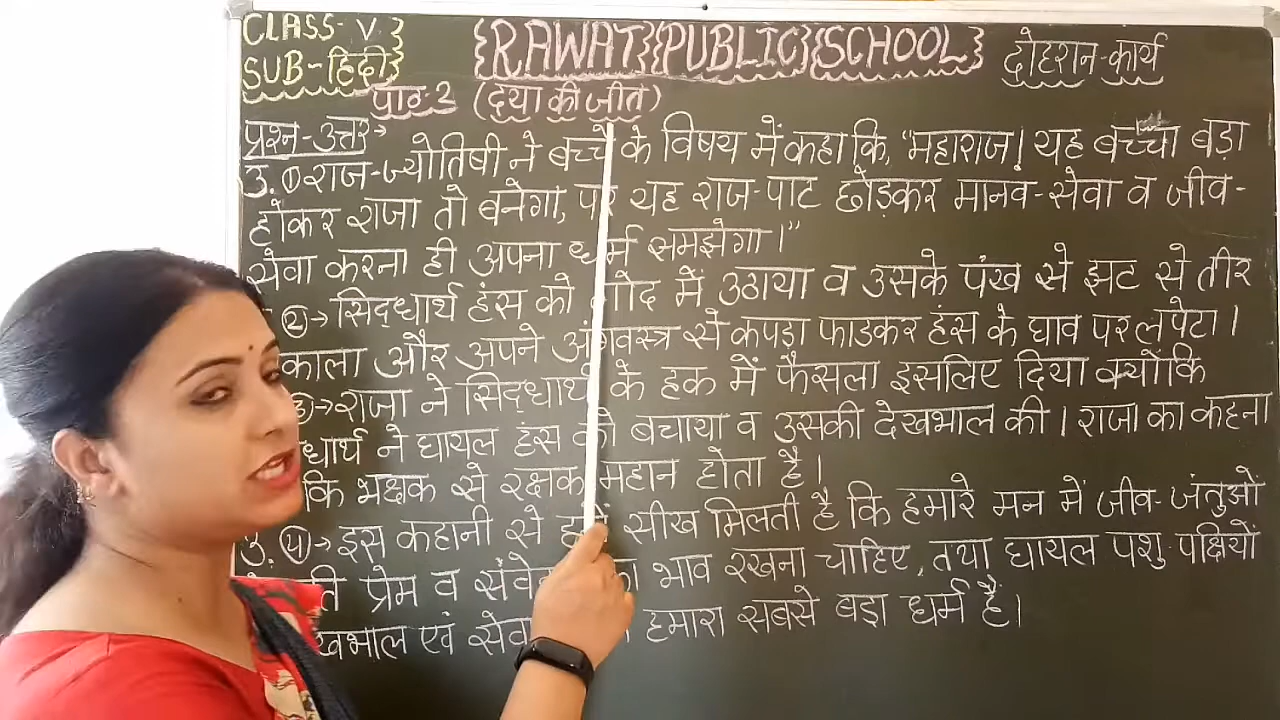 CLASS-V
SUB-हिंदी
{RAWAT}{PUBLIC}{SCHOOL}
दोहरान-कार्य
पाठ-2 (दया की जीत)
प्रश्न-उत्तर→
उ.①राज-ज्योतिषी ने बच्चे के विषय में कहा कि, "महाराज! यह बच्चा बड़ा
होकर राजा तो बनेगा, पर यह राज-पाट छोड़कर मानव-सेवा व जीव-
सेवा करना ही अपना धर्म समझेगा।"
②→ सिद्धार्थ हंस को गोद में उठाया व उसके पंख से झट से तीर
काला और अपने अंगवस्त्र से कपड़ा फाडकर हंस के घाव पर लपेटा।
③→राजा ने सिद्धार्थ के हक में फैसला इसलिए दिया क्योकि
धार्थ ने घायल हंस को बचाया व उसकी देखभाल की। राजा का कहना
कि भक्षक से रक्षक महान होता है।
उ. ④→ इस कहानी से हमें सीख मिलती है कि हमारे मन में जीव-जंतुओं
ति प्रेम व का भाव रखना चाहिए, तथा घायल पशु-पक्षियों
खभाल एवं हमारा सबसे बड़ा धर्म है।